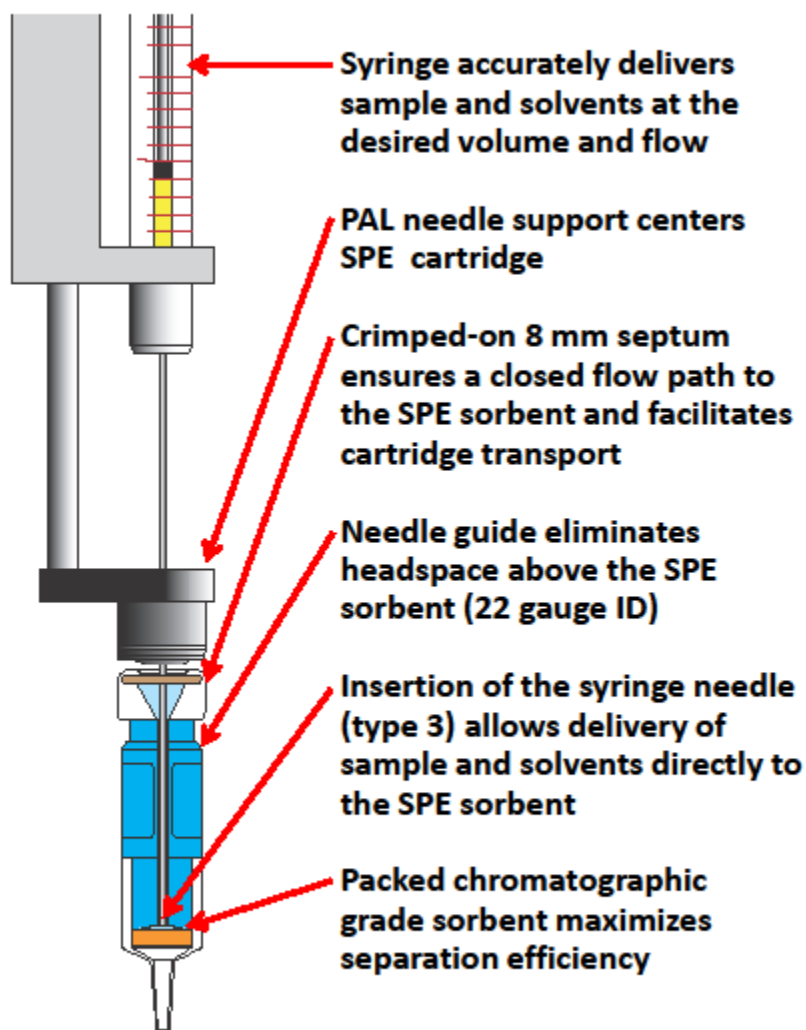 Syringe accurately delivers
sample and solvents at the
desired volume and flow
PAL needle support centers
SPE cartridge
Crimped-on 8 mm septum
ensures a closed flow path to
the SPE sorbent and facilitates
cartridge transport
Needle guide eliminates
headspace above the SPE
sorbent (22 gauge ID)
Insertion of the syringe needle
(type 3) allows delivery of
sample and solvents directly to
the SPE sorbent
Packed chromatographic
grade sorbent maximizes
separation efficiency